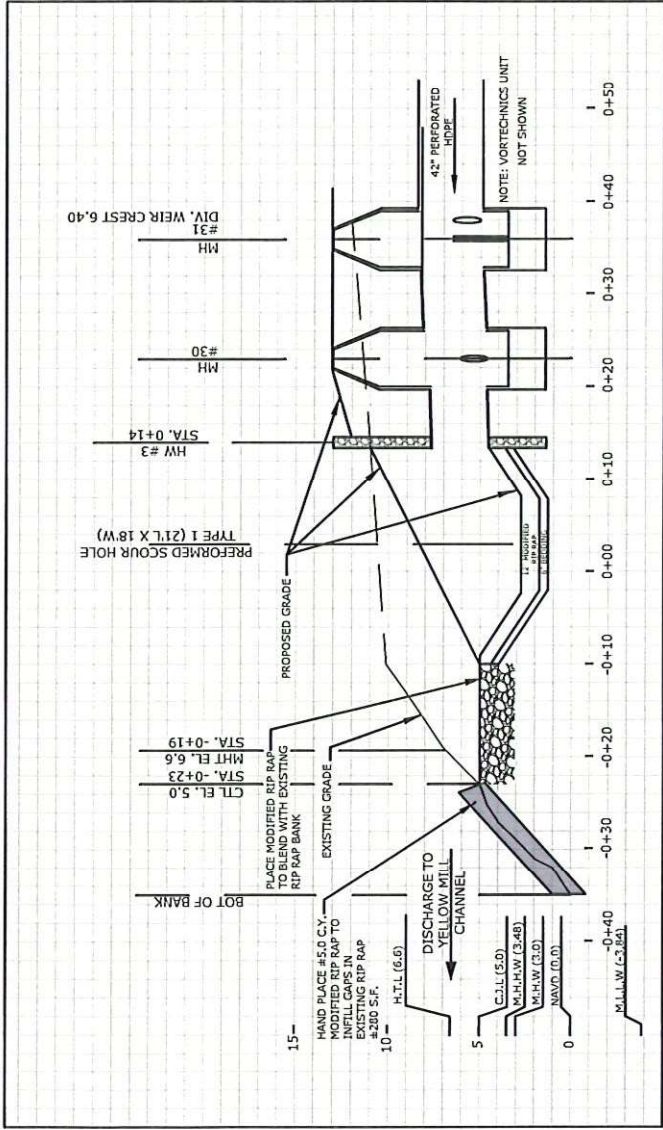 BOT OF BANK
CTL EL. 5.0
STA. -0+23
MHT EL. 6.6
STA. -0+19
PREFORMED SCOUR HOLE
TYPE 1 (21'L X 18'W)
HW #3
STA. 0+14
MH
#30
MH
#31
DIV. WEIR CREST 6.40
HAND PLACE ±5.0 C.Y.
MODIFIED RIP RAP TO
INFILL GAPS IN
EXISTING RIP RAP
±280 S.F.
PLACE MODIFIED RIP RAP
TO BLEND WITH EXISTING
RIP RAP BANK
EXISTING GRADE
PROPOSED GRADE
42" PERFORATED
HDPE
DISCHARGE TO
YELLOW MILL
CHANNEL
12" MODIFIED
RIP RAP
6" BEDDING
NOTE: VORTECHNICS UNIT
NOT SHOWN
15
10
5
0
H.T.L (6.6)
C.J.L (5.0)
M.H.H.W (3.48)
M.H.W (3.0)
NAVD (0.0)
M.L.L.W (-3.84)
-0+40
-0+30
-0+20
-0+10
0+00
0+10
0+20
0+30
0+40
0+50